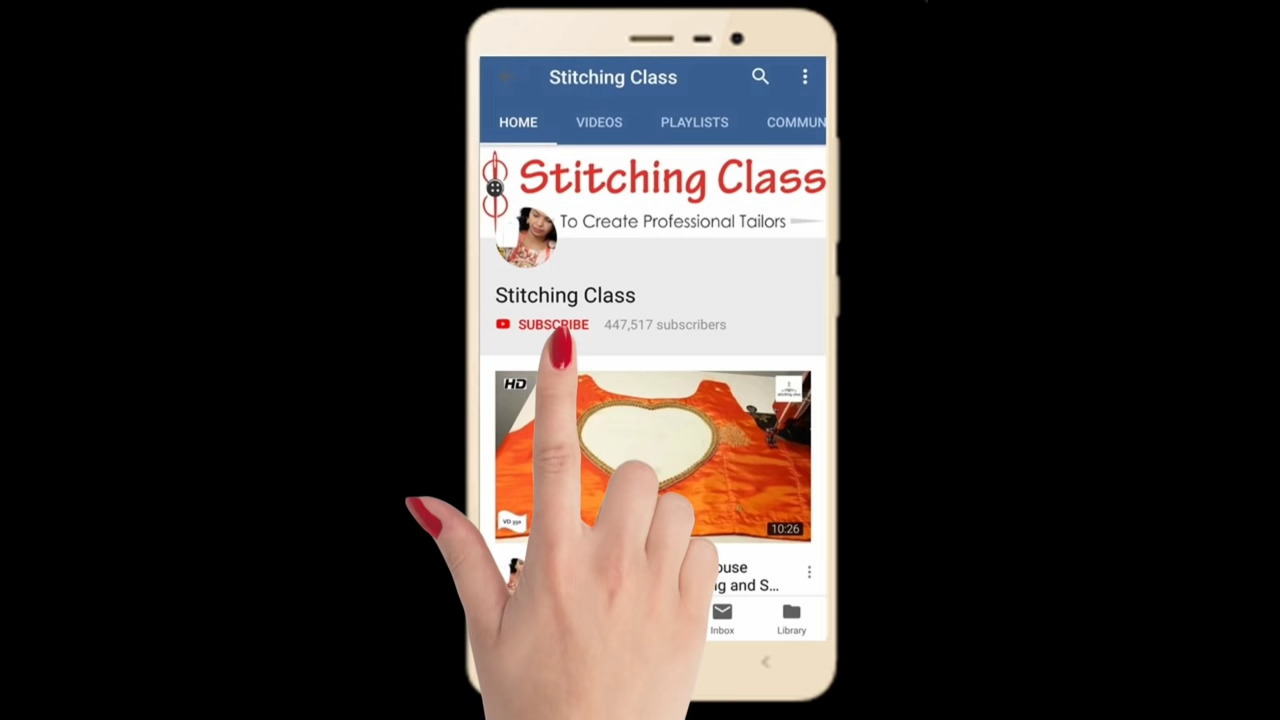 Stitching Class
HOME VIDEOS PLAYLISTS COMMUN
Stitching Class
To Create Professional Tailors
Stitching Class
SUBSCRIBE 447,517 subscribers
HD
10:26
ouse
g and S...
Inbox Library